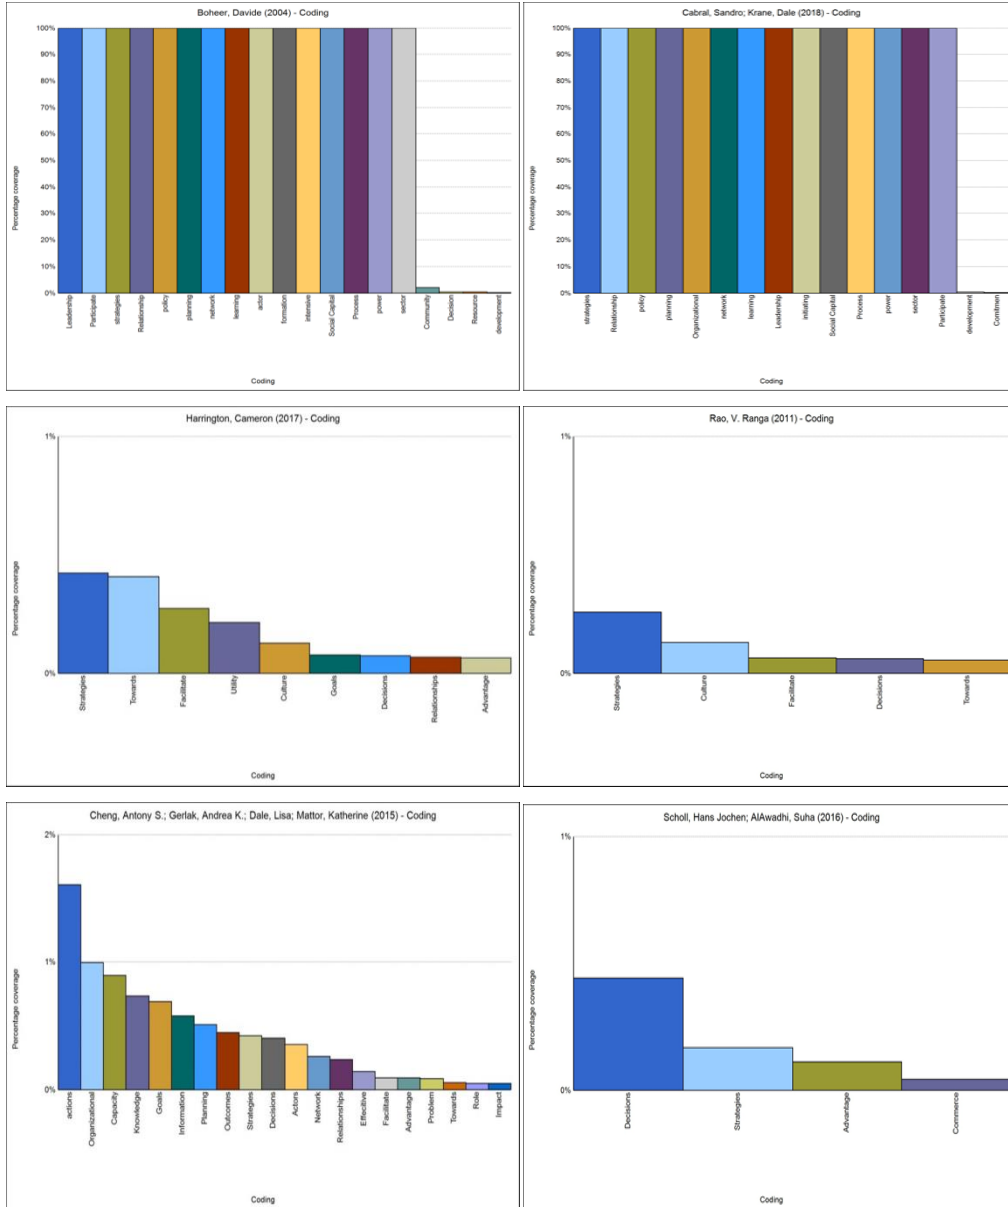 Boheer, Davide (2004) - Coding
100%
90%
80%
70%
60%
50%
40%
30%
20%
10%
0%
Percentage coverage
Leadership
Participate
strategies
Relationship
policy
planning
network
learning
actor
formation
intensive
Social Capital
Process
power
sector
Community
Decision
Resource
development
Coding
Cabral, Sandro; Krane, Dale (2018) - Coding
100%
90%
80%
70%
60%
50%
40%
30%
20%
10%
0%
Percentage coverage
strategies
Relationship
policy
planning
Organizational
network
learning
Leadership
initiating
Social Capital
Process
power
sector
Participate
development
Comitmen
Coding
Harrington, Cameron (2017) - Coding
1%
0%
Percentage coverage
Strategies
Towards
Facilitate
Utility
Culture
Goals
Decisions
Relationships
Advantage
Coding
Rao, V. Ranga (2011) - Coding
1%
0%
Percentage coverage
Strategies
Culture
Facilitate
Decisions
Towards
Coding
Cheng, Antony S.; Gerlak, Andrea K.; Dale, Lisa; Mattor, Katherine (2015) - Coding
2%
1%
0%
Percentage coverage
actions
Organizational
Capacity
Knowledge
Goals
Information
Planning
Outcomes
Strategies
Decisions
Actors
Network
Relationships
Effecitive
Facilitate
Advantage
Problem
Towards
Role
Impact
Coding
Scholl, Hans Jochen; AlAwadhi, Suha (2016) - Coding
1%
0%
Percentage coverage
Decisions
Strategies
Advantage
Commerce
Coding